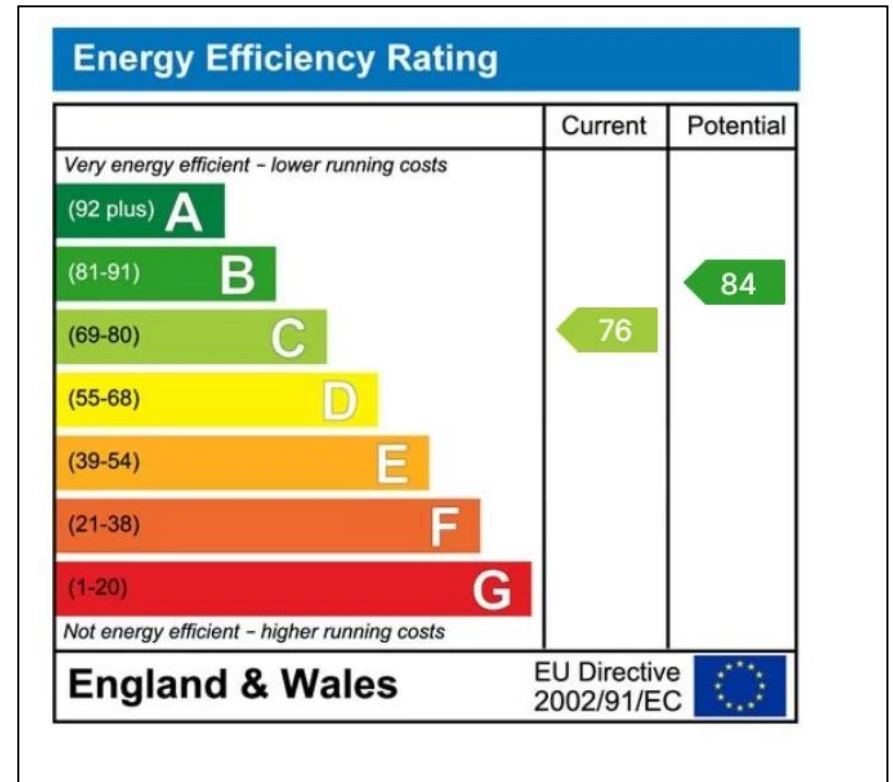 Energy Efficiency Rating
Current Potential
Very energy efficient – lower running costs
(92 plus) A
(81-91) B
84
(69-80) C
76
(55-68) D
(39-54) E
(21-38) F
(1-20) G
Not energy efficient – higher running costs
England & Wales
EU Directive
2002/91/EC